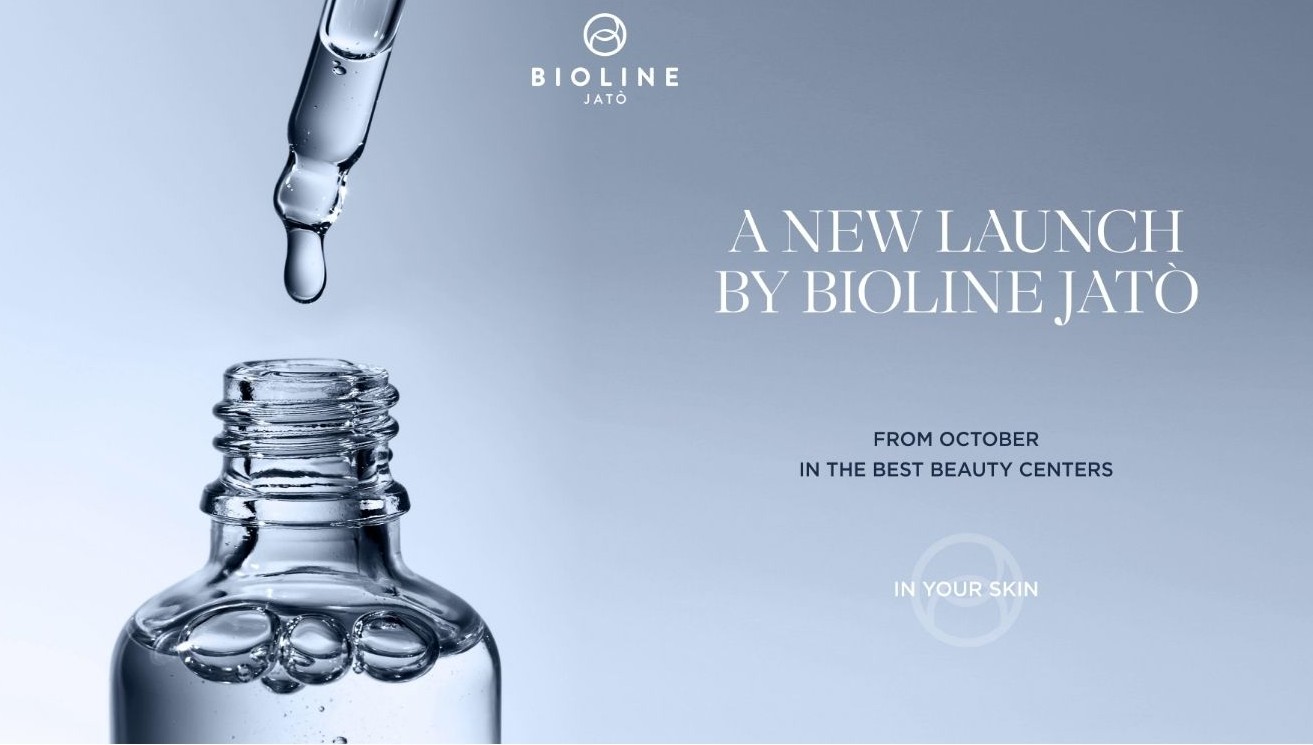 BIOLINE
JATÒ
A NEW LAUNCH
BY BIOLINE JATÒ
FROM OCTOBER
IN THE BEST BEAUTY CENTERS
IN YOUR SKIN